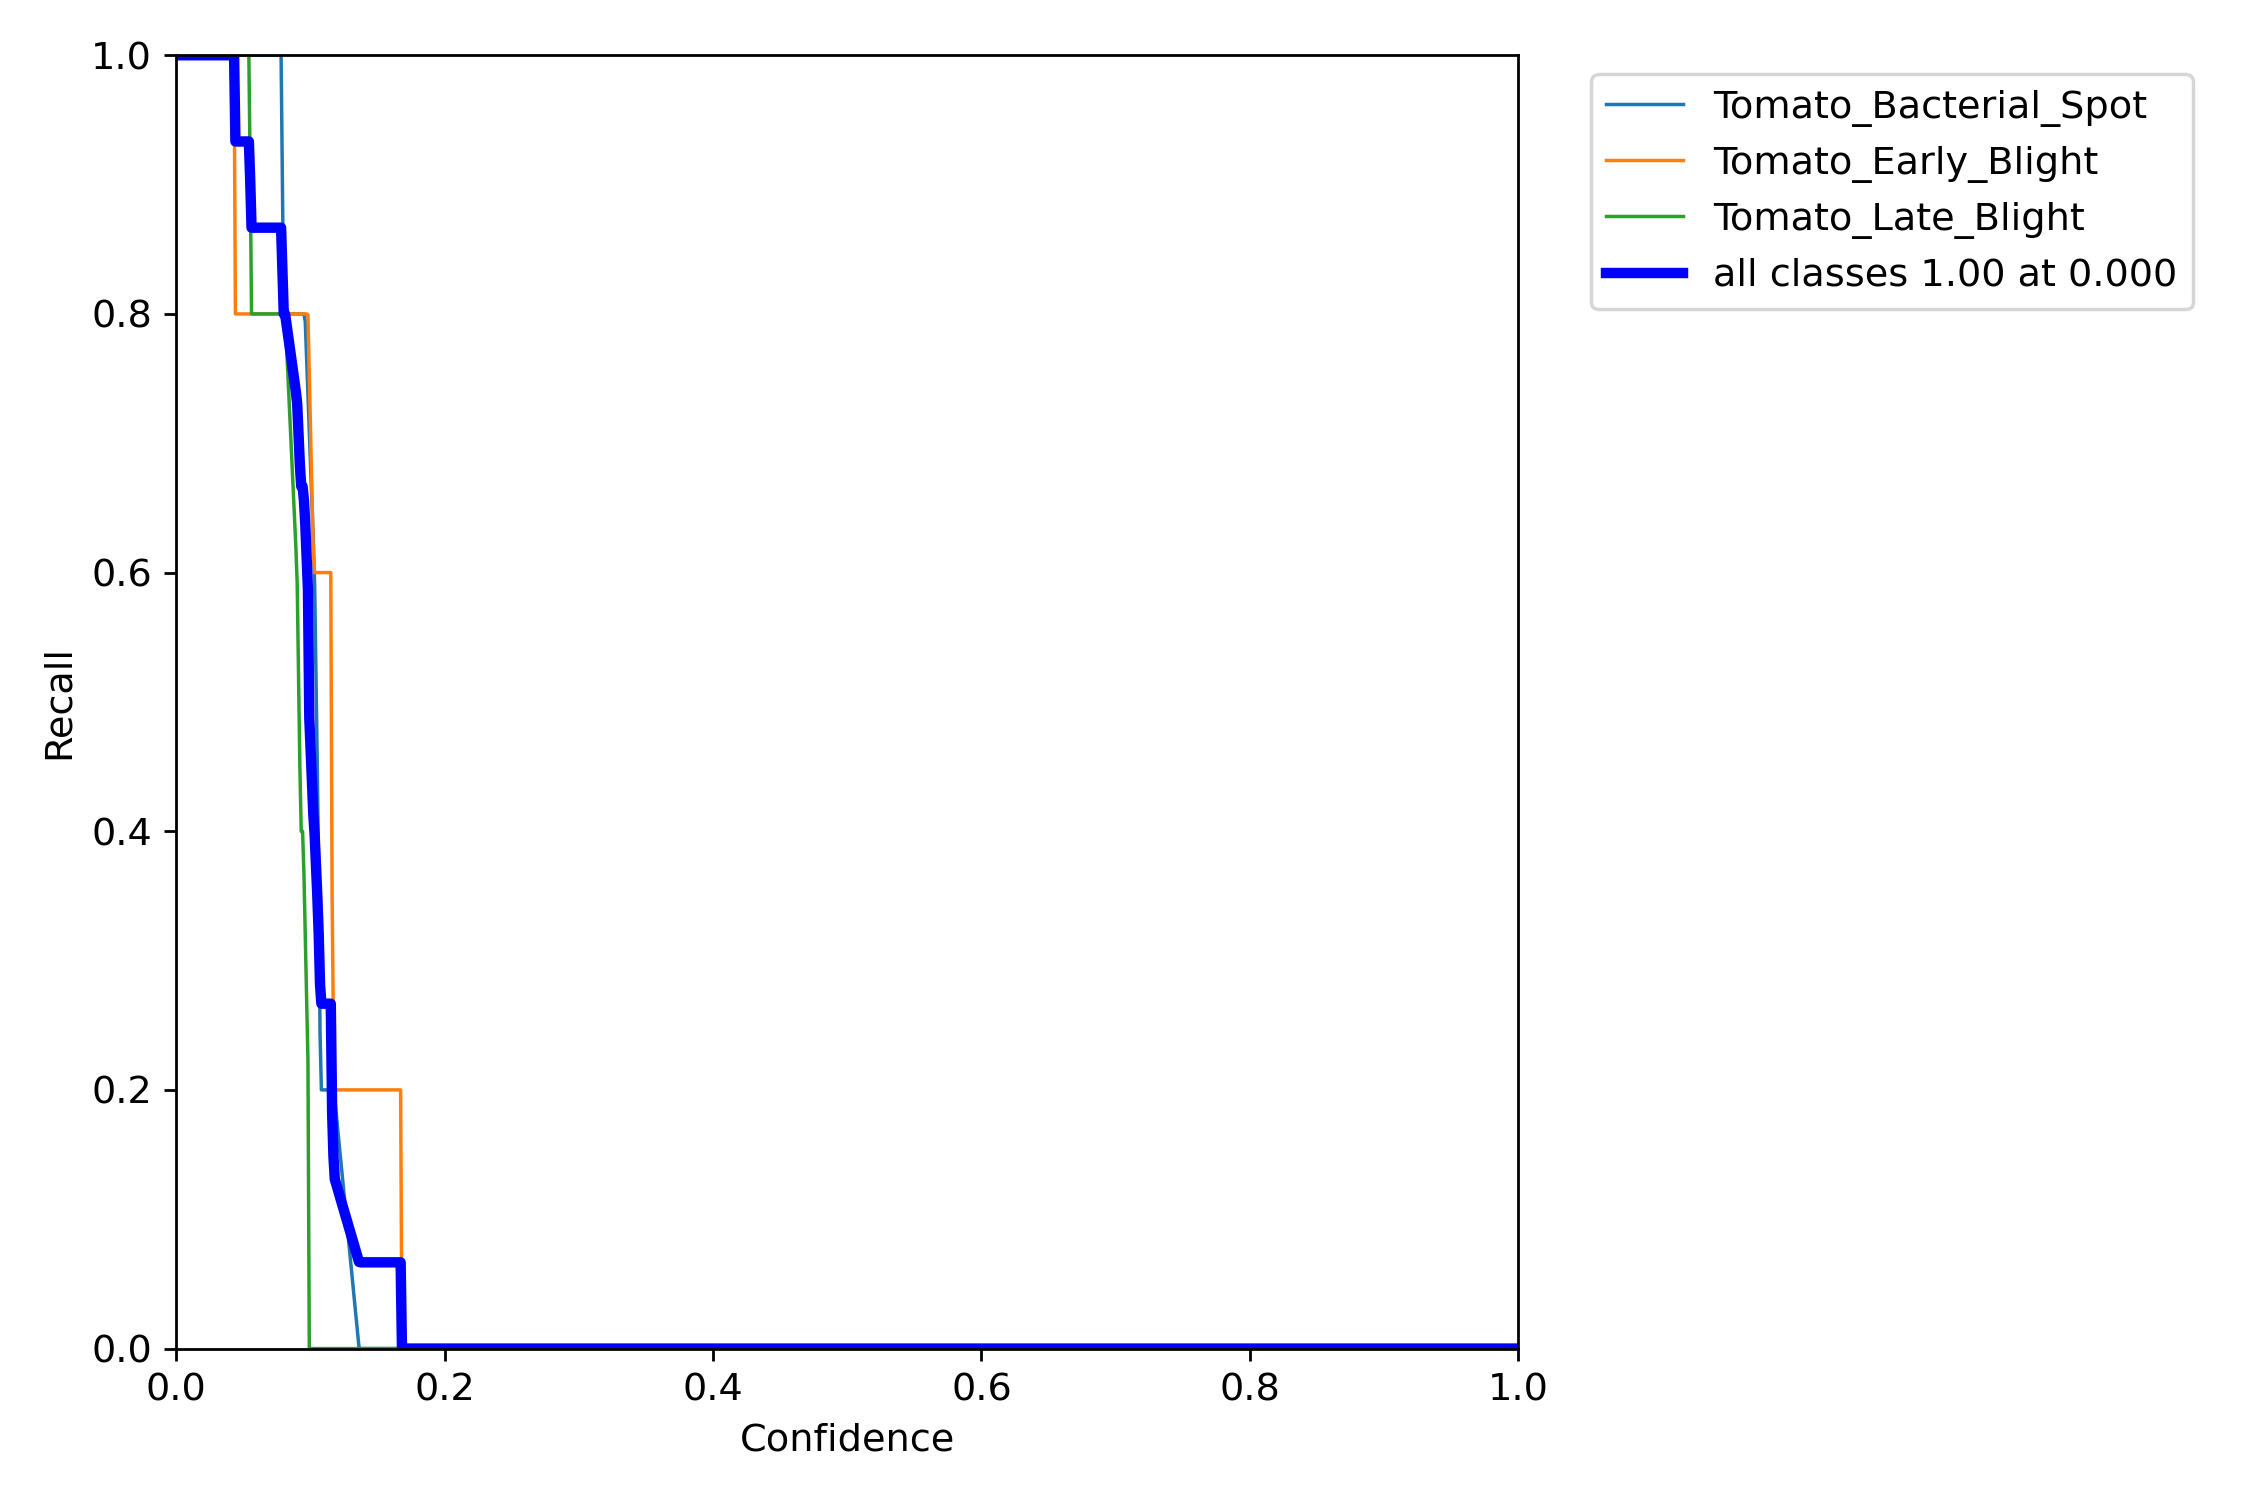 1.0
0.8
0.6
0.4
0.2
0.0
Recall
0.0 0.2 0.4 0.6 0.8 1.0
Confidence
Tomato_Bacterial_Spot
Tomato_Early_Blight
Tomato_Late_Blight
all classes 1.00 at 0.000